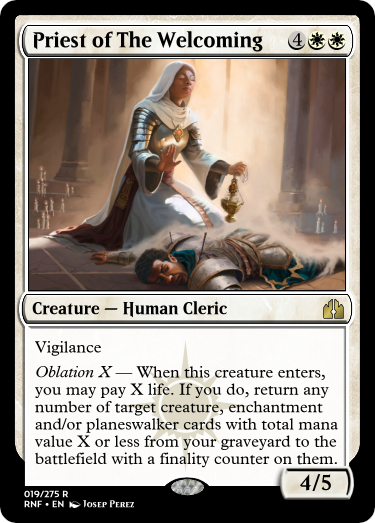 Priest of The Welcoming 4
Creature — Human Cleric
Vigilance
Oblation X — When this creature enters,
you may pay X life. If you do, return any
number of target creature, enchantment
and/or planeswalker cards with total mana
value X or less from your graveyard to the
battlefield with a finality counter on them.
4/5
019/275 R
RNF • EN Josep Perez